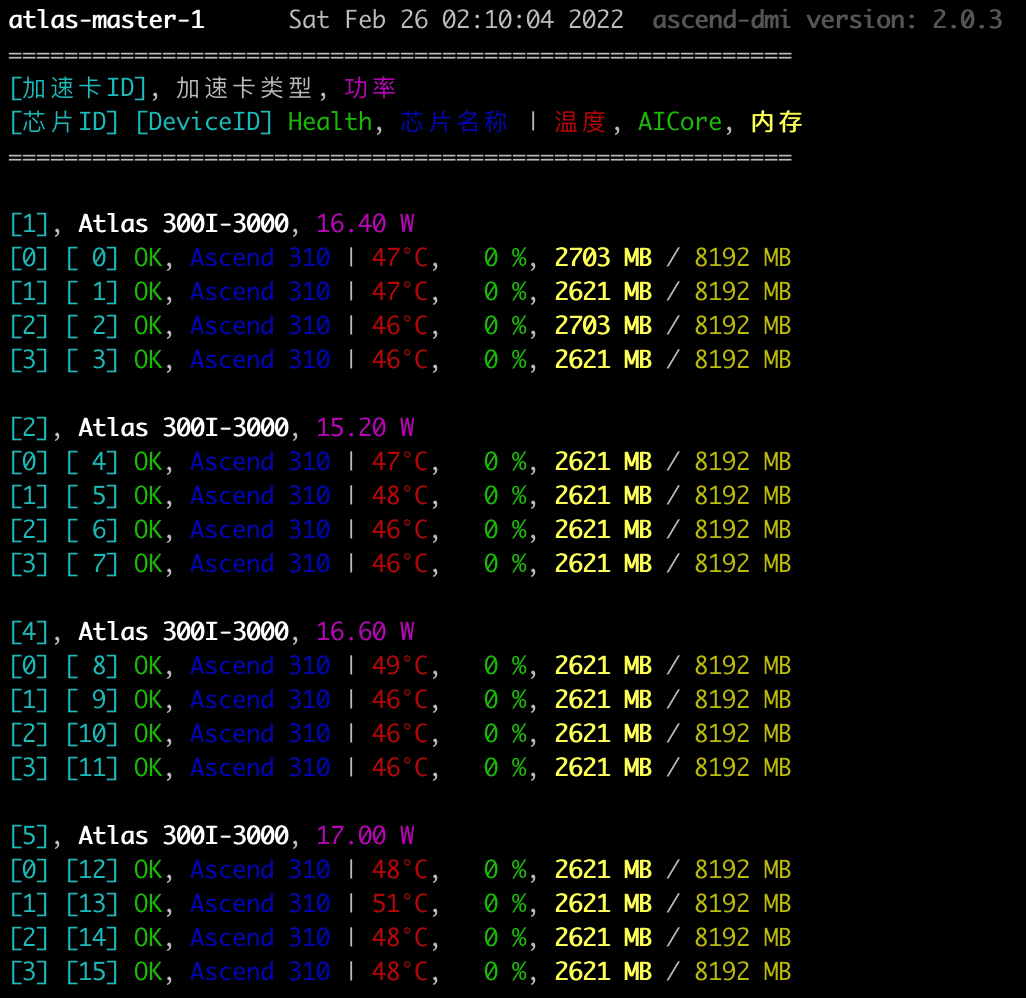 atlas-master-1      Sat Feb 26 02:10:04 2022  ascend-dmi version: 2.0.3
========================================================
[加速卡ID], 加速卡类型, 功率
[芯片ID] [DeviceID] Health, 芯片名称 | 温度, AICore, 内存
========================================================
[1], Atlas 300I-3000, 16.40 W
[0] [ 0] OK, Ascend 310 | 47°C,   0 %, 2703 MB / 8192 MB
[1] [ 1] OK, Ascend 310 | 47°C,   0 %, 2621 MB / 8192 MB
[2] [ 2] OK, Ascend 310 | 46°C,   0 %, 2703 MB / 8192 MB
[3] [ 3] OK, Ascend 310 | 46°C,   0 %, 2621 MB / 8192 MB
[2], Atlas 300I-3000, 15.20 W
[0] [ 4] OK, Ascend 310 | 47°C,   0 %, 2621 MB / 8192 MB
[1] [ 5] OK, Ascend 310 | 48°C,   0 %, 2621 MB / 8192 MB
[2] [ 6] OK, Ascend 310 | 46°C,   0 %, 2621 MB / 8192 MB
[3] [ 7] OK, Ascend 310 | 46°C,   0 %, 2621 MB / 8192 MB
[4], Atlas 300I-3000, 16.60 W
[0] [ 8] OK, Ascend 310 | 49°C,   0 %, 2621 MB / 8192 MB
[1] [ 9] OK, Ascend 310 | 46°C,   0 %, 2621 MB / 8192 MB
[2] [10] OK, Ascend 310 | 46°C,   0 %, 2621 MB / 8192 MB
[3] [11] OK, Ascend 310 | 46°C,   0 %, 2621 MB / 8192 MB
[5], Atlas 300I-3000, 17.00 W
[0] [12] OK, Ascend 310 | 48°C,   0 %, 2621 MB / 8192 MB
[1] [13] OK, Ascend 310 | 51°C,   0 %, 2621 MB / 8192 MB
[2] [14] OK, Ascend 310 | 48°C,   0 %, 2621 MB / 8192 MB
[3] [15] OK, Ascend 310 | 48°C,   0 %, 2621 MB / 8192 MB